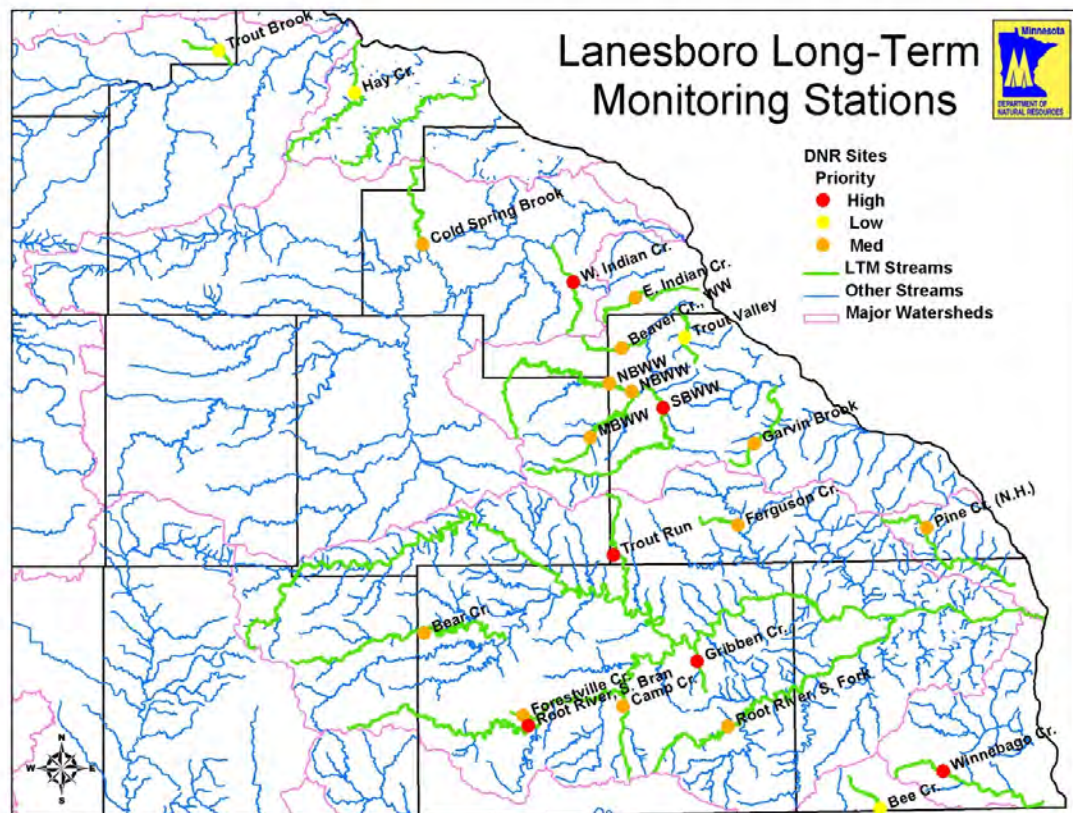 Lanesboro Long-Term
Monitoring Stations
Minnesota
DEPARTMENT OF
NATURAL RESOURCES
DNR Sites
Priority
High
Low
Med
LTM Streams
Other Streams
Major Watersheds
Trout Brook
Hay Cr.
Cold Spring Brook
W. Indian Cr.
E. Indian Cr.
Beaver Cr., WW
Trout Valley
NBWW
NBWW
SBWW
MBWW
Garvin Brook
Ferguson Cr.
Pine Cr. (N.H.)
Trout Run
Bear Cr.
Gribben Cr.
Forestville Cr.
Root River, S. Bran
Camp Cr.
Root River, S. Fork
Winnebago Cr.
Bee Cr.
N
W
E
S